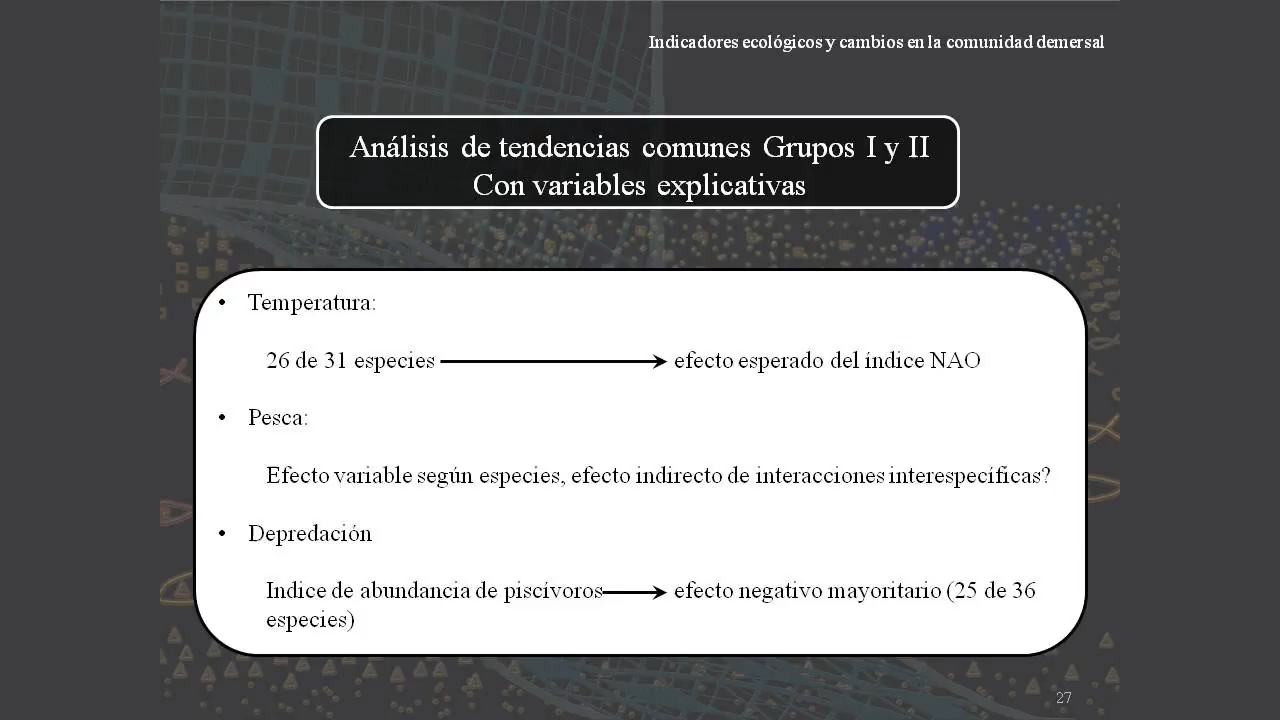 Indicadores ecológicos y cambios en la comunidad demersal
Análisis de tendencias comunes Grupos I y II
Con variables explicativas
• Temperatura:
26 de 31 especies efecto esperado del índice NAO
• Pesca:
Efecto variable según especies, efecto indirecto de interacciones interespecíficas?
• Depredación
Indice de abundancia de piscívoros efecto negativo mayoritario (25 de 36
especies)
27